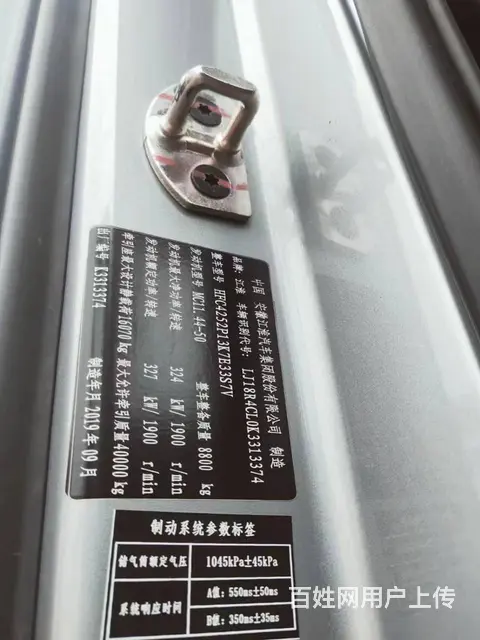 中国 安徽江淮汽车集团股份有限公司 制造
品牌: 江淮 车辆识别代号: LJ18R4CL0K3313374
整车型号 HFC4252P13K7E33S7V
发动机型号 MC11.44-50 整车整备质量 8800 kg
发动机最大净功率/转速 324 kW/1900 r/min
发动机额定功率/转速 327 kW/1900 r/min
牵引座最大设计静载荷16070 kg 最大允许牵引质量40000kg
出厂编号 K3313374 制造年月 2019 年 09 月
制动系统参数标签
储气筒额定气压 1045kPa±45kPa
系统响应时间 A值: 550ms±50ms
B值: 350ms±35ms
百姓网用户上传